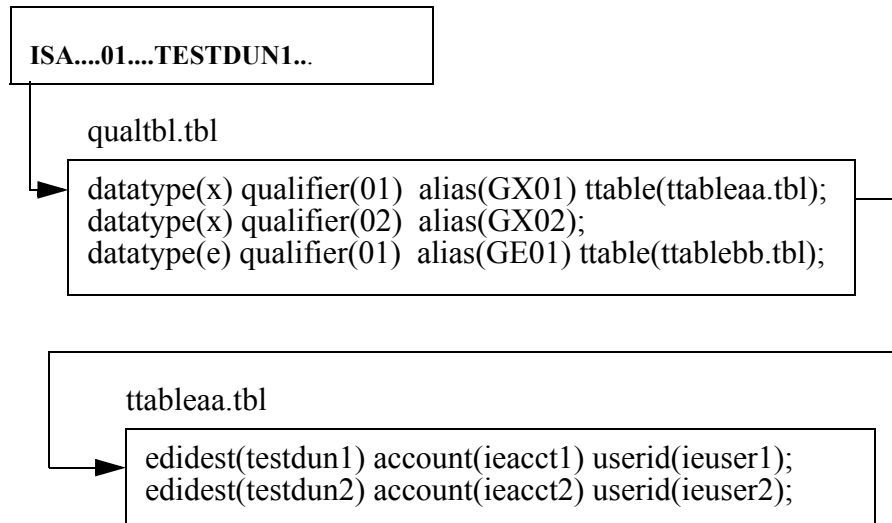 ISA....01....TESTDUN1...
qualtbl.tbl
datatype(x) qualifier(01) alias(GX01) ttable(ttableaa.tbl);
datatype(x) qualifier(02) alias(GX02);
datatype(e) qualifier(01) alias(GE01) ttable(ttablebb.tbl);
ttableaa.tbl
edidest(testdun1) account(ieacct1) userid(ieuser1);
edidest(testdun2) account(ieacct2) userid(ieuser2);